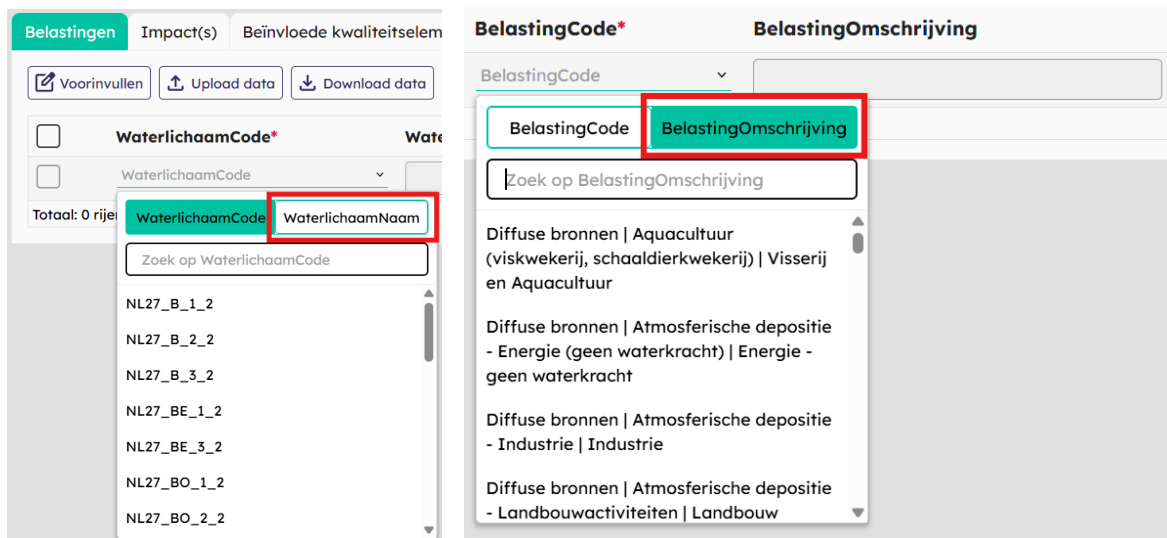 Belastingen Impact(s) Beïnvloede kwaliteitselem
Voorinvullen Upload data Download data
WaterlichaamCode* Wate
WaterlichaamCode
Totaal: 0 rije
WaterlichaamCode WaterlichaamNaam
Zoek op WaterlichaamCode
NL27_B_1_2
NL27_B_2_2
NL27_B_3_2
NL27_BE_1_2
NL27_BE_3_2
NL27_BO_1_2
NL27_BO_2_2
BelastingCode* BelastingOmschrijving
BelastingCode
BelastingCode BelastingOmschrijving
Zoek op BelastingOmschrijving
Diffuse bronnen | Aquacultuur
(viskwekerij, schaaldierkwekerij) | Visserij
en Aquacultuur
Diffuse bronnen | Atmosferische depositie
- Energie (geen waterkracht) | Energie -
geen waterkracht
Diffuse bronnen | Atmosferische depositie
- Industrie | Industrie
Diffuse bronnen | Atmosferische depositie
- Landbouwactiviteiten | Landbouw